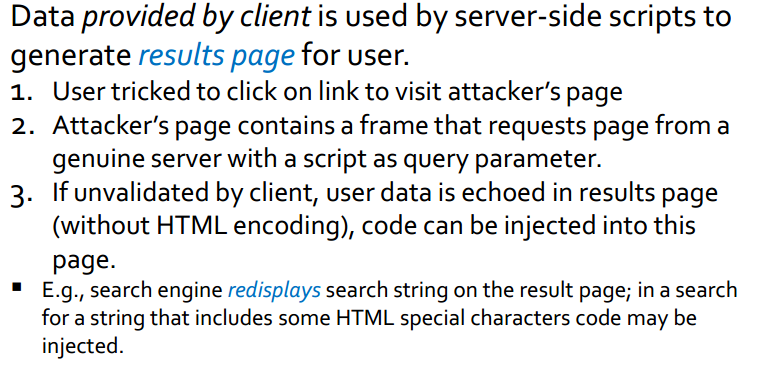 Data provided by client is used by server-side scripts to
generate results page for user.
1. User tricked to click on link to visit attacker’s page
2. Attacker’s page contains a frame that requests page from a
genuine server with a script as query parameter.
3. If unvalidated by client, user data is echoed in results page
(without HTML encoding), code can be injected into this
page.
▪ E.g., search engine redisplays search string on the result page; in a search
for a string that includes some HTML special characters code may be
injected.